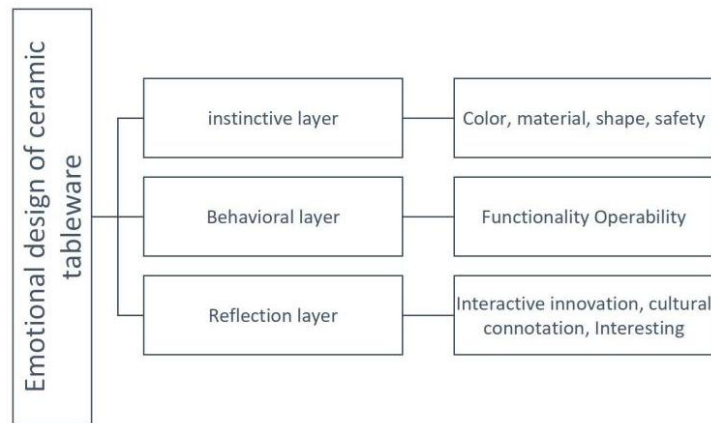 Emotional design of ceramic
tableware
instinctive layer
Color, material, shape, safety
Behavioral layer
Functionality Operability
Reflection layer
Interactive innovation, cultural
connotation, Interesting